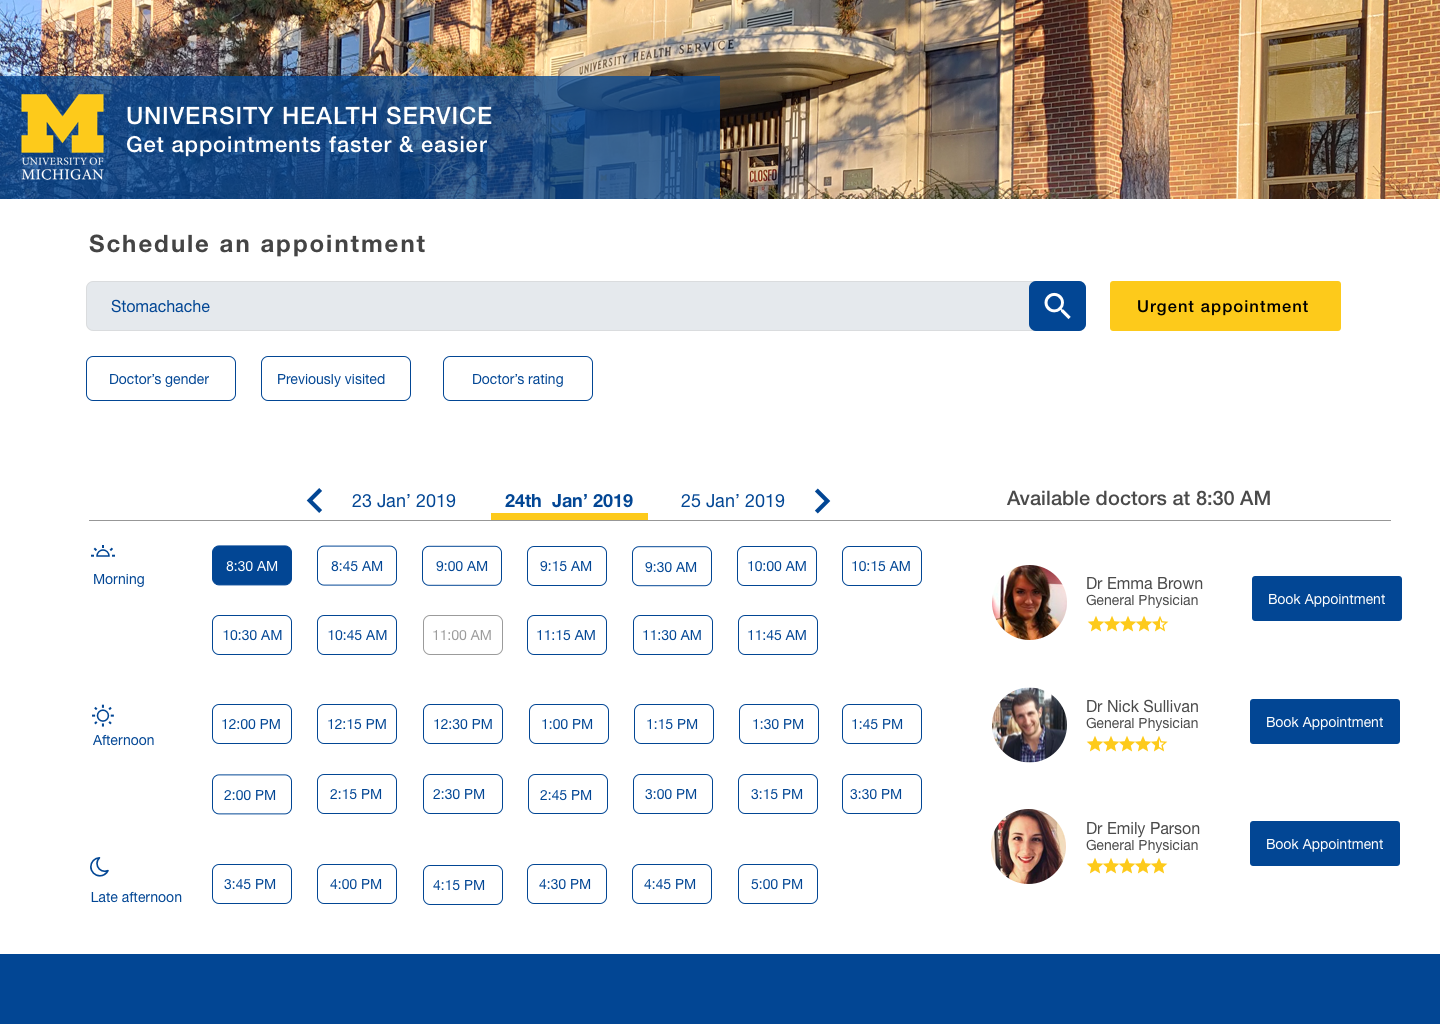 UNIVERSITY HEALTH SERVICE
CLOSED
UNIVERSITY OF
MICHIGAN
UNIVERSITY HEALTH SERVICE
Get appointments faster & easier
Schedule an appointment
Stomachache
Urgent appointment
Doctor's gender
Previously visited
Doctor's rating
23 Jan' 2019
24th Jan' 2019
25 Jan' 2019
Available doctors at 8:30 AM
Morning
8:30 AM
8:45 AM
9:00 AM
9:15 AM
9:30 AM
10:00 AM
10:15 AM
10:30 AM
10:45 AM
11:00 AM
11:15 AM
11:30 AM
11:45 AM
Afternoon
12:00 PM
12:15 PM
12:30 PM
1:00 PM
1:15 PM
1:30 PM
1:45 PM
2:00 PM
2:15 PM
2:30 PM
2:45 PM
3:00 PM
3:15 PM
3:30 PM
Late afternoon
3:45 PM
4:00 PM
4:15 PM
4:30 PM
4:45 PM
5:00 PM
Dr Emma Brown
General Physician
Book Appointment
Dr Nick Sullivan
General Physician
Book Appointment
Dr Emily Parson
General Physician
Book Appointment